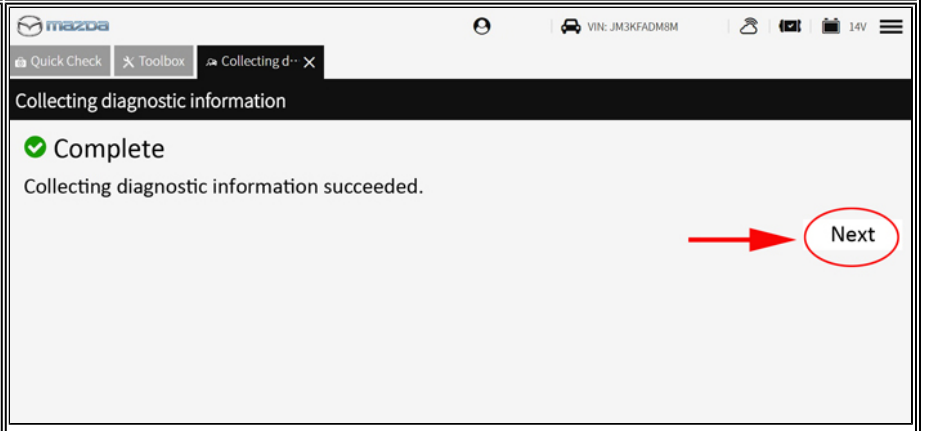 mazda
VIN: JM3KFADM8M
14V
Quick Check
Toolbox
Collecting d··
Collecting diagnostic information
Complete
Collecting diagnostic information succeeded.
Next